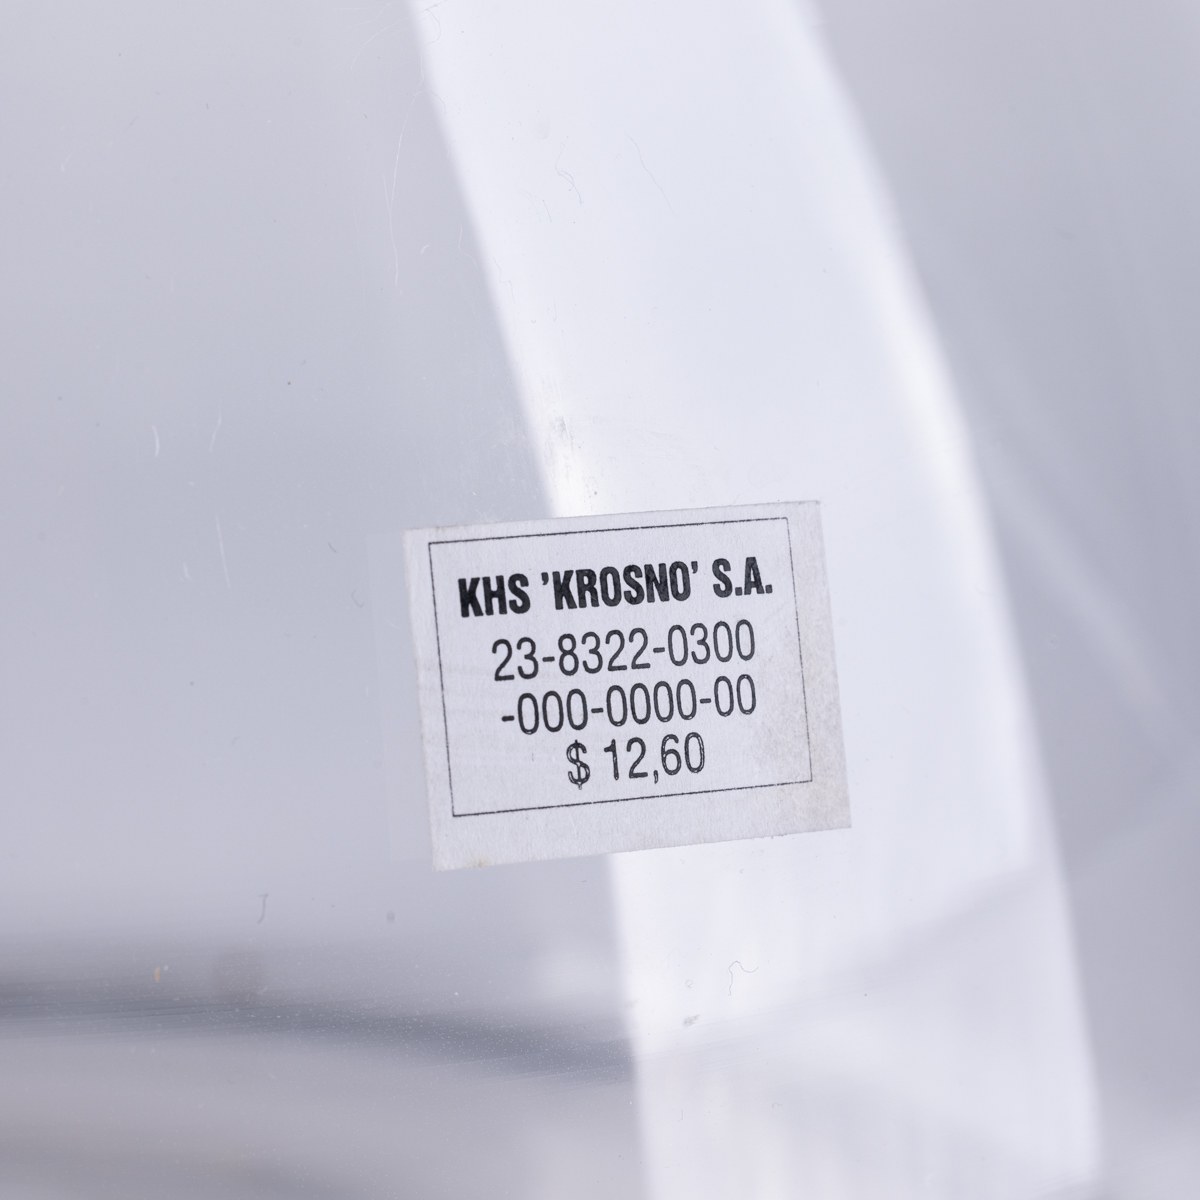 KHS 'KROSNO' S.A.
23-8322-0300
-000-0000-00
$ 12,60